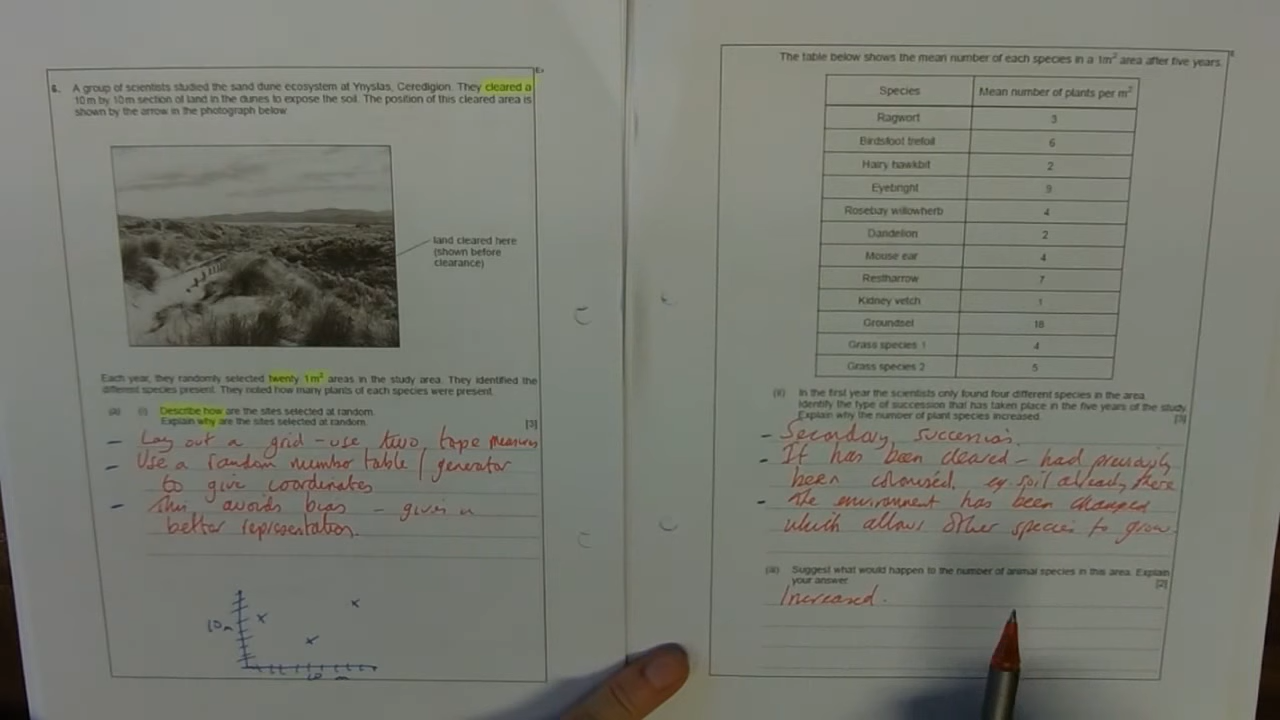 6. A group of scientists studied the sand dune ecosystem at Ynyslas, Ceredigion. They cleared a
10 m by 10 m section of land in the dunes to expose the soil. The position of this cleared area is
shown by the arrow in the photograph below.
land cleared here
(shown before
clearance)
Each year, they randomly selected twenty 1m² areas in the study area. They identified the
different species present. They noted how many plants of each species were present.
(a) (i) Describe how are the sites selected at random.
Explain why are the sites selected at random.
[3]
- Lay out a grid - use two tape measures
- Use a random number table / generator
to give coordinates
- This avoids bias - gives a
better representation.
10m
10 m
The table below shows the mean number of each species in a 1m² area after five years.
Species Mean number of plants per m²
Ragwort 3
Birdsfoot trefoil 6
Hairy hawkbit 2
Eyebright 9
Rosebay willowherb 4
Dandelion 2
Mouse ear 4
Restharrow 7
Kidney vetch 1
Groundsel 18
Grass species 1 4
Grass species 2 5
(ii) In the first year the scientists only found four different species in the area.
Identify the type of succession that has taken place in the five years of the study.
Explain why the number of plant species increased.
[3]
- Secondary succession.
- It has been cleared - had previously
been colonised, eg soil already there
- The environment has been changed
which allows other species to grow.
(iii) Suggest what would happen to the number of animal species in this area. Explain
your answer.
[2]
Increased.